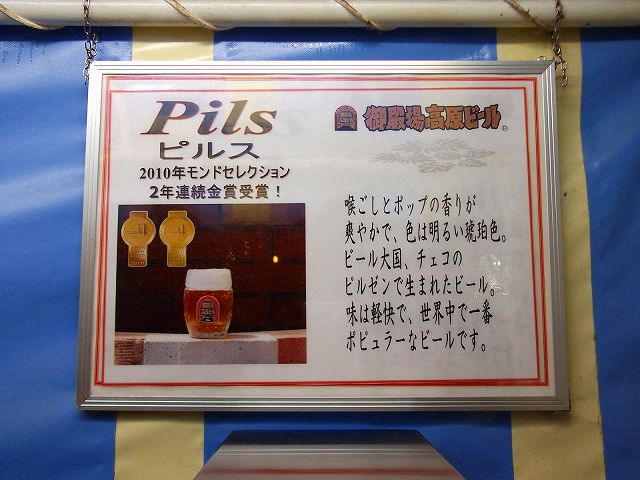 Pils
ピルス
2010年モンドセレクション
2年連続金賞受賞！
御殿場高原ビール®
喉ごしとポップの香りが
爽やかで、色は明るい琥珀色。
ビール大国、チェコの
ピルゼンで生まれたビール。
味は軽快で、世界中で一番
ポピュラーなビールです。